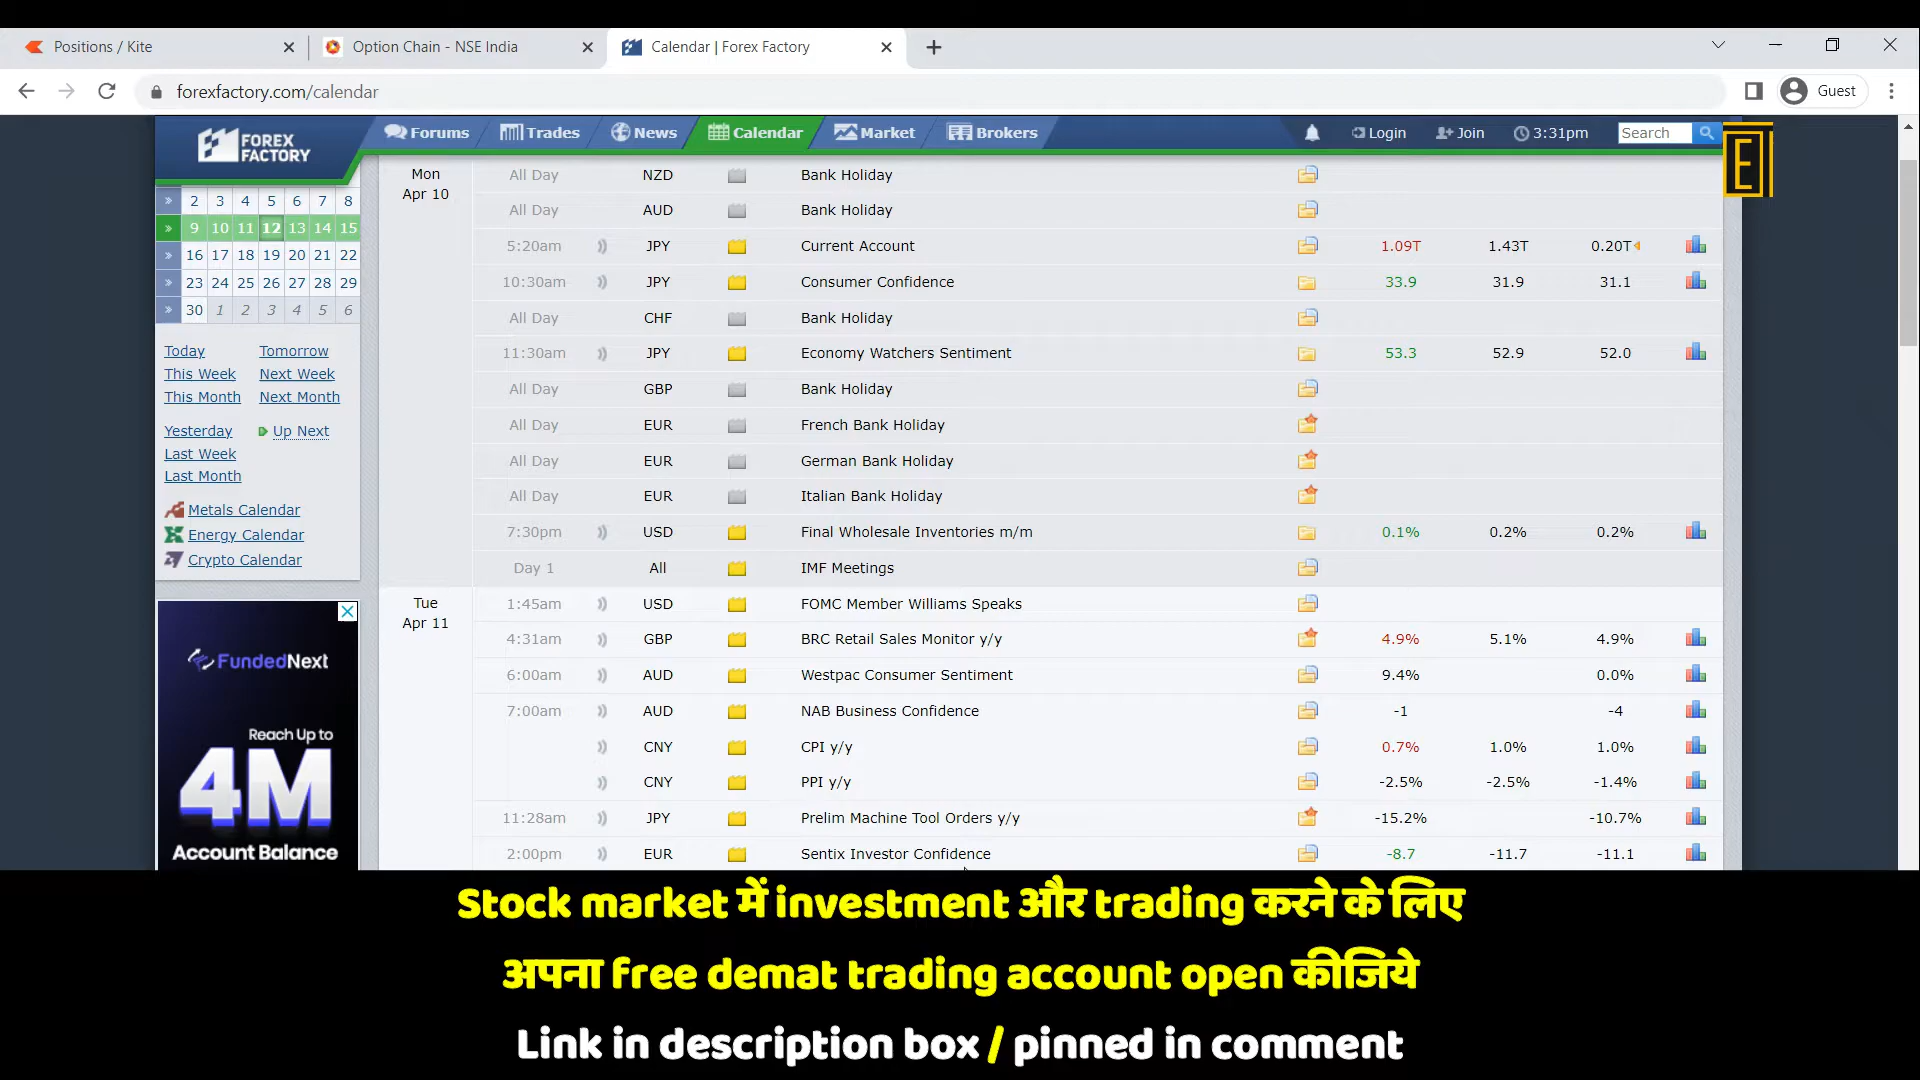 Positions / Kite
Option Chain - NSE India
Calendar | Forex Factory
forexfactory.com/calendar
Guest
FOREX FACTORY
Forums Trades News Calendar Market Brokers
Login Join 3:31pm Search
E
» 2 3 4 5 6 7 8
» 9 10 11 12 13 14 15
» 16 17 18 19 20 21 22
» 23 24 25 26 27 28 29
» 30 1 2 3 4 5 6
Today Tomorrow
This Week Next Week
This Month Next Month
Yesterday Up Next
Last Week
Last Month
Metals Calendar
Energy Calendar
Crypto Calendar
FundedNext
Reach Up to
4M
Account Balance
Mon Apr 10
All Day NZD Bank Holiday
All Day AUD Bank Holiday
5:20am JPY Current Account 1.09T 1.43T 0.20T
10:30am JPY Consumer Confidence 33.9 31.9 31.1
All Day CHF Bank Holiday
11:30am JPY Economy Watchers Sentiment 53.3 52.9 52.0
All Day GBP Bank Holiday
All Day EUR French Bank Holiday
All Day EUR German Bank Holiday
All Day EUR Italian Bank Holiday
7:30pm USD Final Wholesale Inventories m/m 0.1% 0.2% 0.2%
Day 1 All IMF Meetings
Tue Apr 11
1:45am USD FOMC Member Williams Speaks
4:31am GBP BRC Retail Sales Monitor y/y 4.9% 5.1% 4.9%
6:00am AUD Westpac Consumer Sentiment 9.4% 0.0%
7:00am AUD NAB Business Confidence -1 -4
CNY CPI y/y 0.7% 1.0% 1.0%
CNY PPI y/y -2.5% -2.5% -1.4%
11:28am JPY Prelim Machine Tool Orders y/y -15.2% -10.7%
2:00pm EUR Sentix Investor Confidence -8.7 -11.7 -11.1
Stock market में investment और trading करने के लिए
अपना free demat trading account open कीजिये
Link in description box / pinned in comment